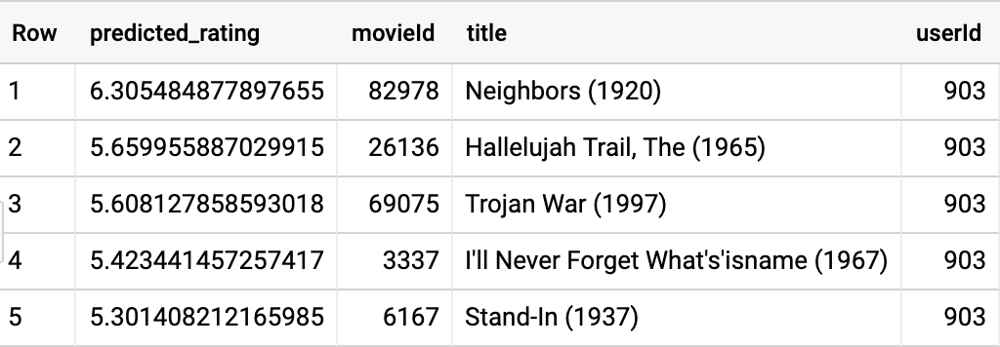 Row predicted_rating movieId title userId
1 6.305484877897655 82978 Neighbors (1920) 903
2 5.659955887029915 26136 Hallelujah Trail, The (1965) 903
3 5.608127858593018 69075 Trojan War (1997) 903
4 5.423441457257417 3337 I'll Never Forget What's'isname (1967) 903
5 5.301408212165985 6167 Stand-In (1937) 903